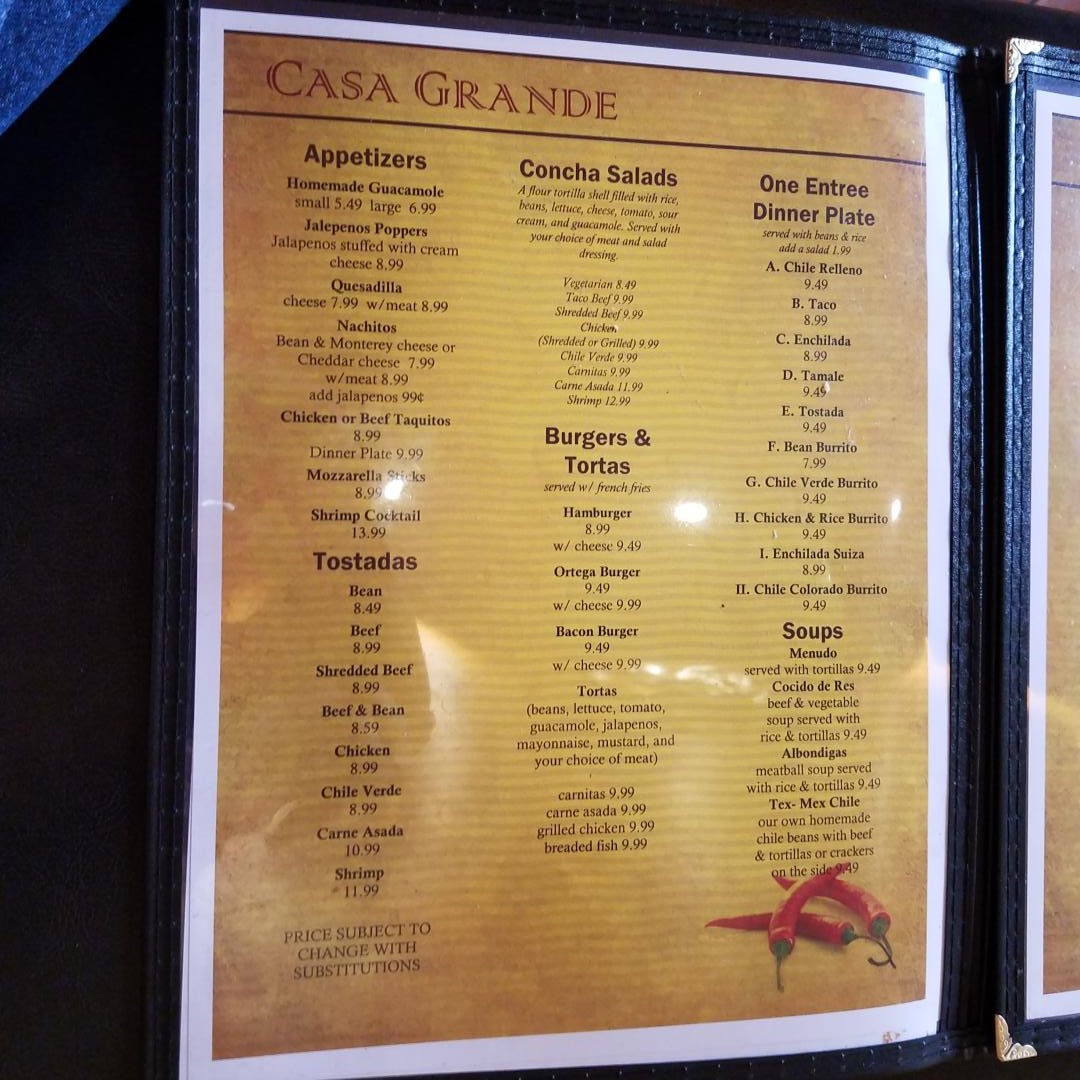 CASA GRANDE
Appetizers
Homemade Guacamole
small 5.49 large 6.99
Jalepenos Poppers
Jalapenos stuffed with cream
cheese 8.99
Quesadilla
cheese 7.99 w/meat 8.99
Nachitos
Bean & Monterey cheese or
Cheddar cheese 7.99
w/meat 8.99
add jalapenos 99¢
Chicken or Beef Taquitos
8.99
Dinner Plate 9.99
Mozzarella Sticks
8.99
Shrimp Cocktail
13.99
Tostadas
Bean
8.49
Beef
8.99
Shredded Beef
8.99
Beef & Bean
8.59
Chicken
8.99
Chile Verde
8.99
Carne Asada
10.99
Shrimp
11.99
PRICE SUBJECT TO
CHANGE WITH
SUBSTITUTIONS
Concha Salads
A flour tortilla shell filled with rice,
beans, lettuce, cheese, tomato, sour
cream, and guacamole. Served with
your choice of meat and salad
dressing.
Vegetarian 8.49
Taco Beef 9.99
Shredded Beef 9.99
Chicken
(Shredded or Grilled) 9.99
Chile Verde 9.99
Carnitas 9.99
Carne Asada 11.99
Shrimp 12.99
Burgers &
Tortas
served w/ french fries
Hamburger
8.99
w/ cheese 9.49
Ortega Burger
9.49
w/ cheese 9.99
Bacon Burger
9.49
w/ cheese 9.99
Tortas
(beans, lettuce, tomato,
guacamole, jalapenos,
mayonnaise, mustard, and
your choice of meat)
carnitas 9.99
carne asada 9.99
grilled chicken 9.99
breaded fish 9.99
One Entree
Dinner Plate
served with beans & rice
add a salad 1.99
A. Chile Relleno
9.49
B. Taco
8.99
C. Enchilada
8.99
D. Tamale
9.49
E. Tostada
9.49
F. Bean Burrito
7.99
G. Chile Verde Burrito
9.49
H. Chicken & Rice Burrito
9.49
I. Enchilada Suiza
8.99
II. Chile Colorado Burrito
9.49
Soups
Menudo
served with tortillas 9.49
Cocido de Res
beef & vegetable
soup served with
rice & tortillas 9.49
Albondigas
meatball soup served
with rice & tortillas 9.49
Tex- Mex Chile
our own homemade
chile beans with beef
& tortillas or crackers
on the side 9.49